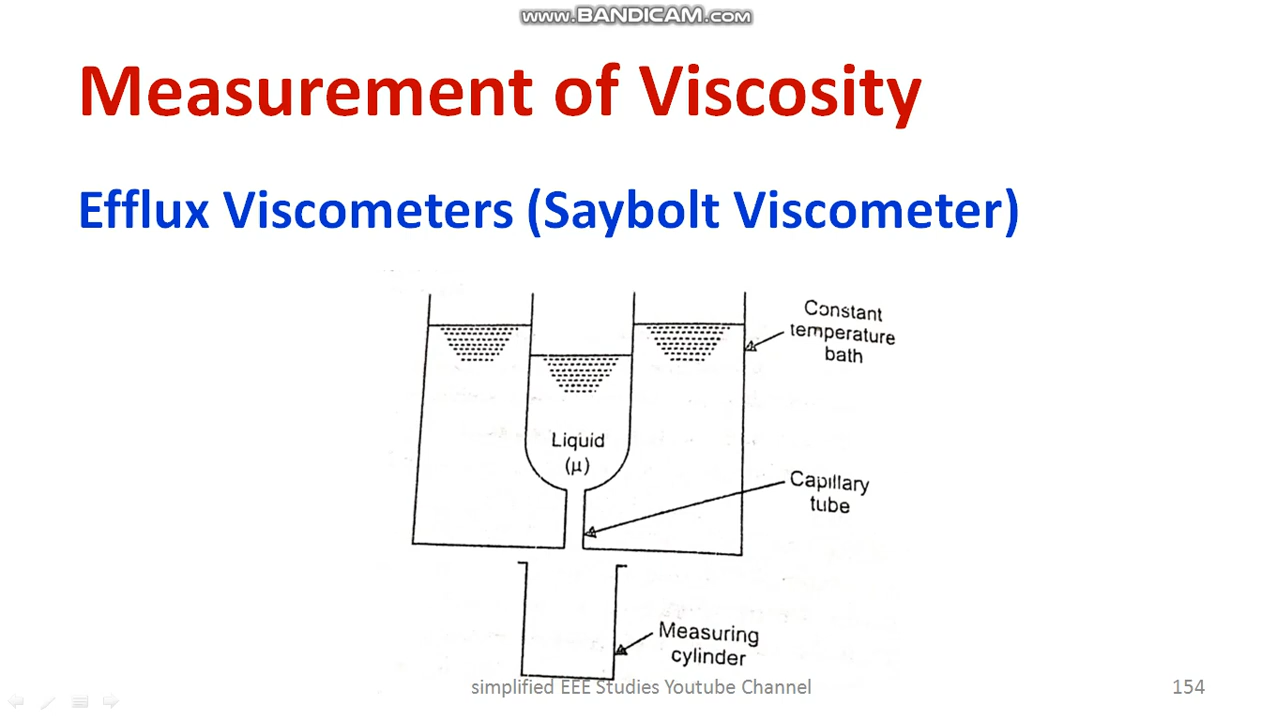 www.BANDICAM.com
Measurement of Viscosity
Efflux Viscometers (Saybolt Viscometer)
Constant
temperature
bath
Liquid
(μ)
Capillary
tube
Measuring
cylinder
simplified EEE Studies Youtube Channel
154